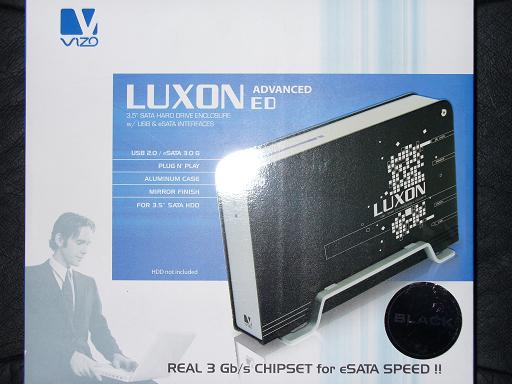 VIZO
LUXON ADVANCED ED
3.5" SATA HARD DRIVE ENCLOSURE
w/ USB & eSATA INTERFACES
USB 2.0 / eSATA 3.0 G
PLUG N' PLAY
ALUMINUM CASE
MIRROR FINISH
FOR 3.5" SATA HDD
HDD not included
LUXON
BLACK
REAL 3 Gb/s CHIPSET for eSATA SPEED !!